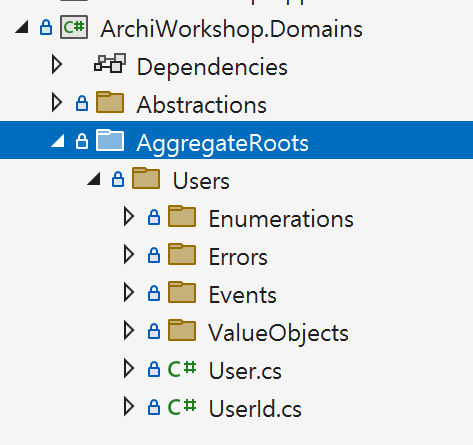 C# ArchiWorkshop.Domains
Dependencies
Abstractions
AggregateRoots
Users
Enumerations
Errors
Events
ValueObjects
C# User.cs
C# UserId.cs